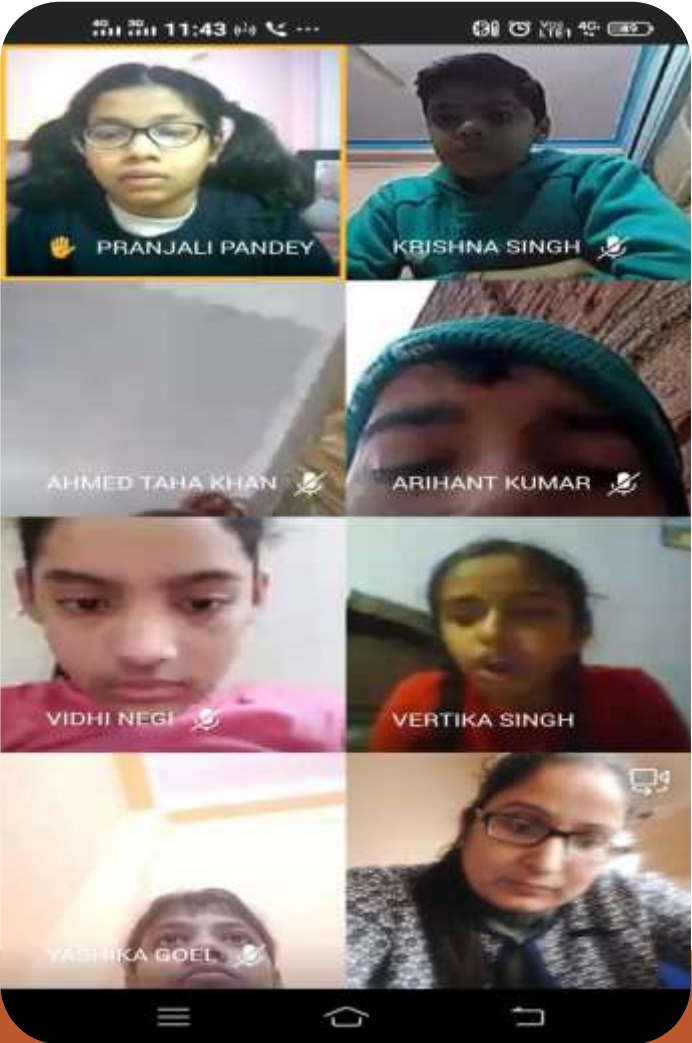 11:43
PRANJALI PANDEY
KRISHNA SINGH
AHMED TAHA KHAN
ARIHANT KUMAR
VIDHI NEGI
VERTIKA SINGH
YASHIKA GOEL